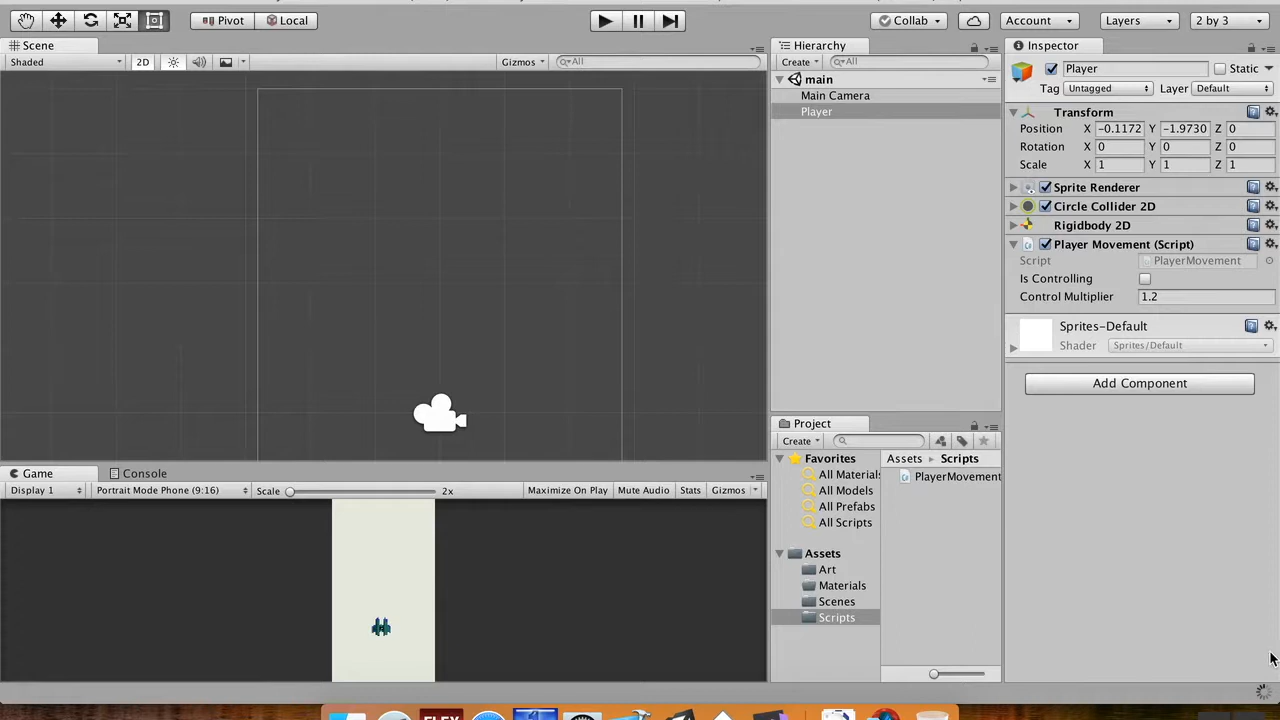 Pivot Local Collab Account Layers 2 by 3
Scene
Shaded 2D Gizmos All
Game Console
Display 1 Portrait Mode Phone (9:16) Scale 2x Maximize On Play Mute Audio Stats Gizmos
Hierarchy
Create All
main
Main Camera
Player
Project
Create
Favorites
All Materials
All Models
All Prefabs
All Scripts
Assets
Art
Materials
Scenes
Scripts
Assets Scripts
PlayerMovement
Inspector
Player Static
Tag Untagged Layer Default
Transform
Position X -0.1172 Y -1.9730 Z 0
Rotation X 0 Y 0 Z 0
Scale X 1 Y 1 Z 1
Sprite Renderer
Circle Collider 2D
Rigidbody 2D
Player Movement (Script)
Script PlayerMovement
Is Controlling
Control Multiplier 1.2
Sprites-Default
Shader Sprites/Default
Add Component
FLEX